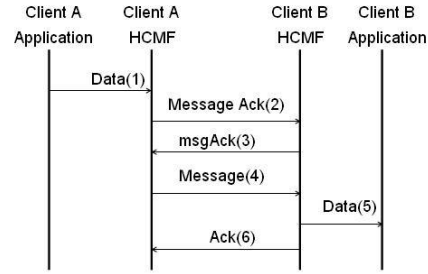 Client A Client A Client B Client B
Application HCMF HCMF Application
Data(1)
Message Ack(2)
msgAck(3)
Message(4)
Data(5)
Ack(6)